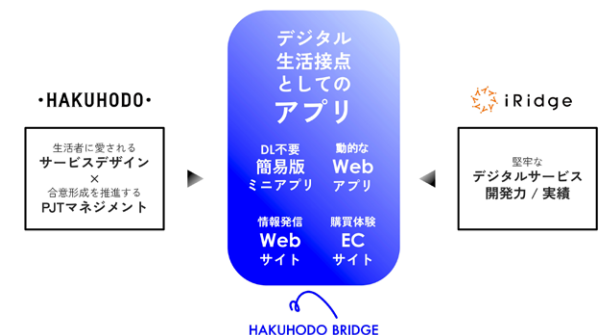 デジタル
生活接点
としての
アプリ
・HAKUHODO・
iRidge
生活者に愛される
サービスデザイン
×
合意形成を推進する
PJTマネジメント
DL不要
簡易版
ミニアプリ
動的な
Web
アプリ
情報発信
Web
サイト
購買体験
EC
サイト
堅牢な
デジタルサービス
開発力 / 実績
HAKUHODO BRIDGE